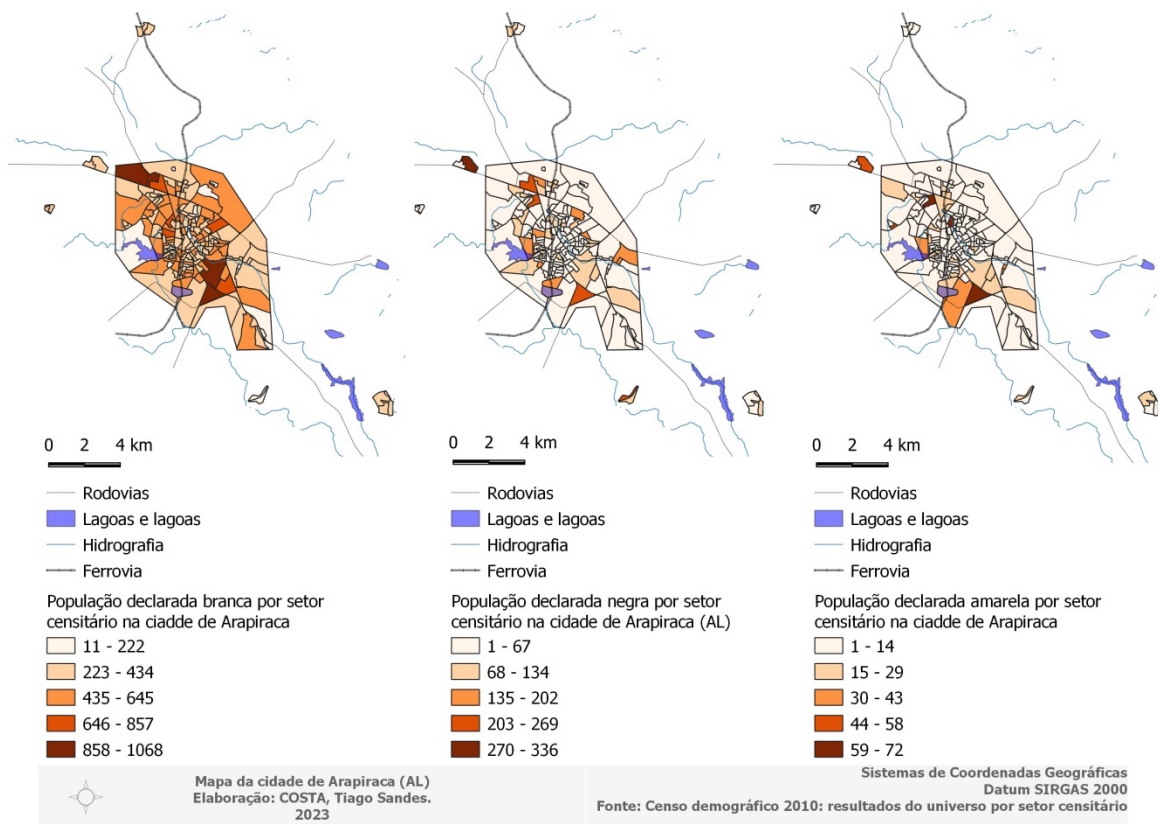 0 2 4 km
Rodovias
Lagoas e lagoas
Hidrografia
Ferrovia
População declarada branca por setor
censitário na ciadde de Arapiraca
11 - 222
223 - 434
435 - 645
646 - 857
858 - 1068
0 2 4 km
Rodovias
Lagoas e lagoas
Hidrografia
Ferrovia
População declarada negra por setor
censitário na cidade de Arapiraca (AL)
1 - 67
68 - 134
135 - 202
203 - 269
270 - 336
0 2 4 km
Rodovias
Lagoas e lagoas
Hidrografia
Ferrovia
População declarada amarela por setor
censitário na ciadde de Arapiraca
1 - 14
15 - 29
30 - 43
44 - 58
59 - 72
Mapa da cidade de Arapiraca (AL)
Elaboração: COSTA, Tiago Sandes.
2023
Sistemas de Coordenadas Geográficas
Datum SIRGAS 2000
Fonte: Censo demográfico 2010: resultados do universo por setor censitário